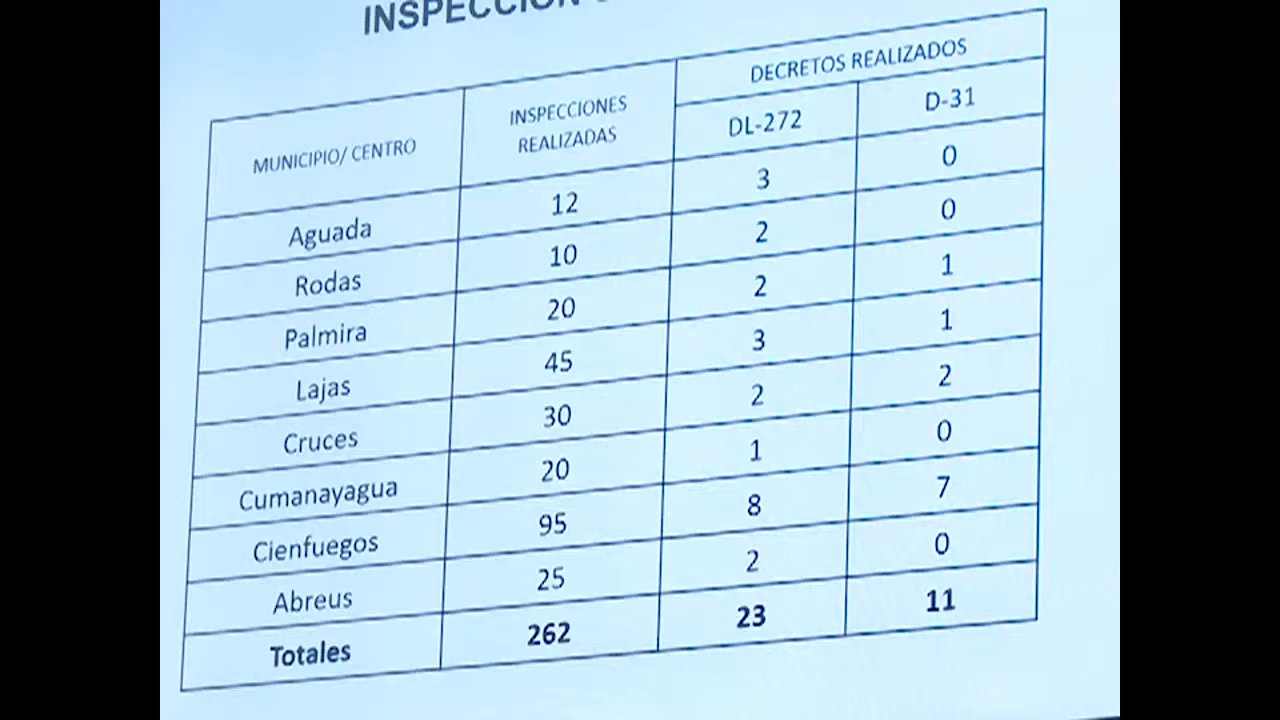 INSPECCIÓN
MUNICIPIO/ CENTRO
INSPECCIONES
REALIZADAS
DECRETOS REALIZADOS
DL-272 D-31
Aguada 12 3 0
Rodas 10 2 0
Palmira 20 2 1
Lajas 45 3 1
Cruces 30 2 2
Cumanayagua 20 1 0
Cienfuegos 95 8 7
Abreus 25 2 0
Totales 262 23 11